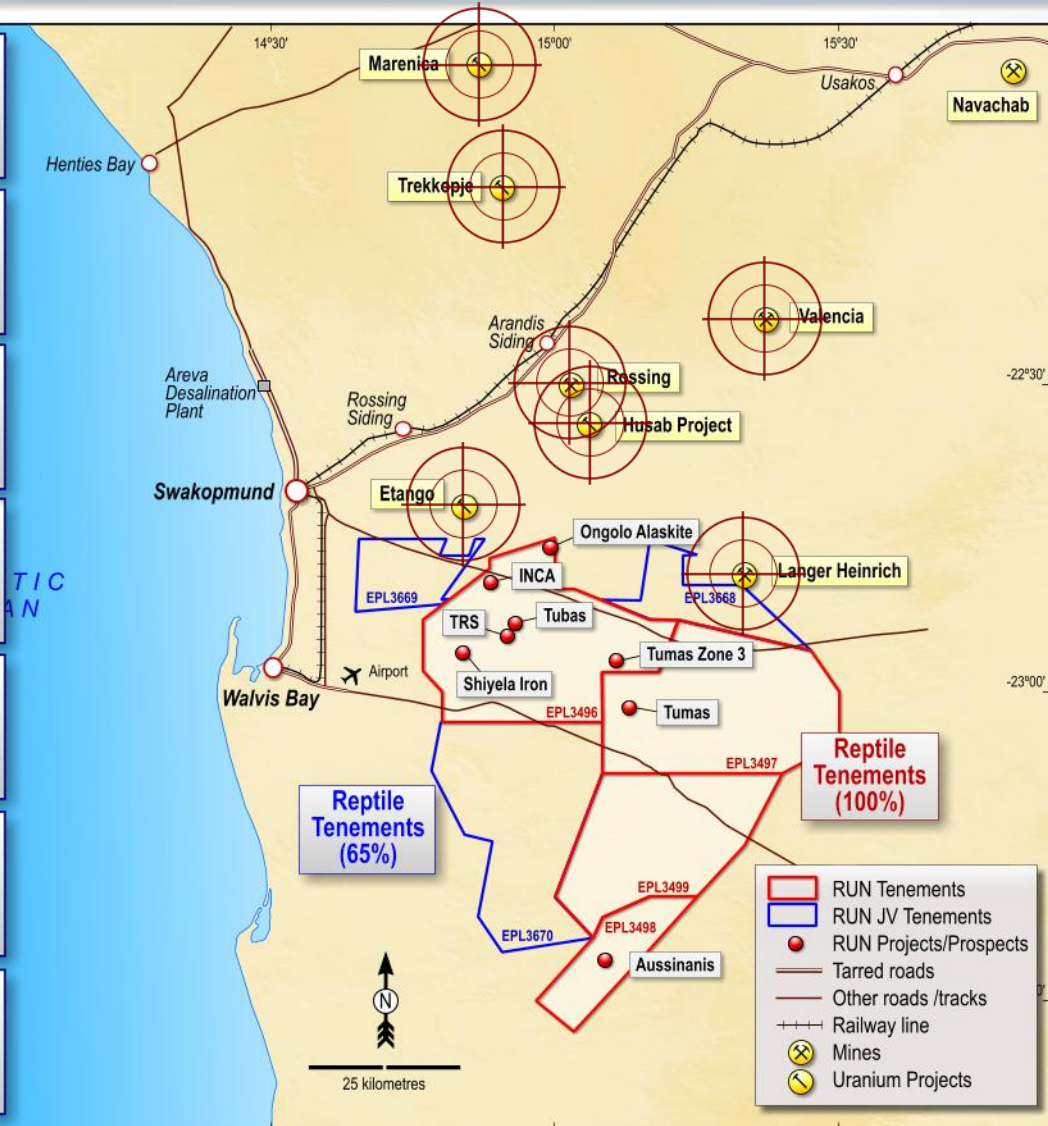 14°30'
15°00'
15°30'
Marenica
Usakos
Navachab
Henties Bay
Trekkopje
Arandis
Siding
Valencia
-22°30'
Areva
Desalination
Plant
Rossing
Siding
Rossing
Husab Project
Swakopmund
Etango
Ongolo Alaskite
TIC
AN
INCA
Langer Heinrich
EPL3669
EPL3668
TRS
Tubas
Tumas Zone 3
Airport
Shiyela Iron
-23°00'
Walvis Bay
EPL3496
Tumas
EPL3497
Reptile
Tenements
(100%)
Reptile
Tenements
(65%)
EPL3499
EPL3498
EPL3670
Aussinanis
N
25 kilometres
RUN Tenements
RUN JV Tenements
RUN Projects/Prospects
Tarred roads
Other roads /tracks
Railway line
Mines
Uranium Projects